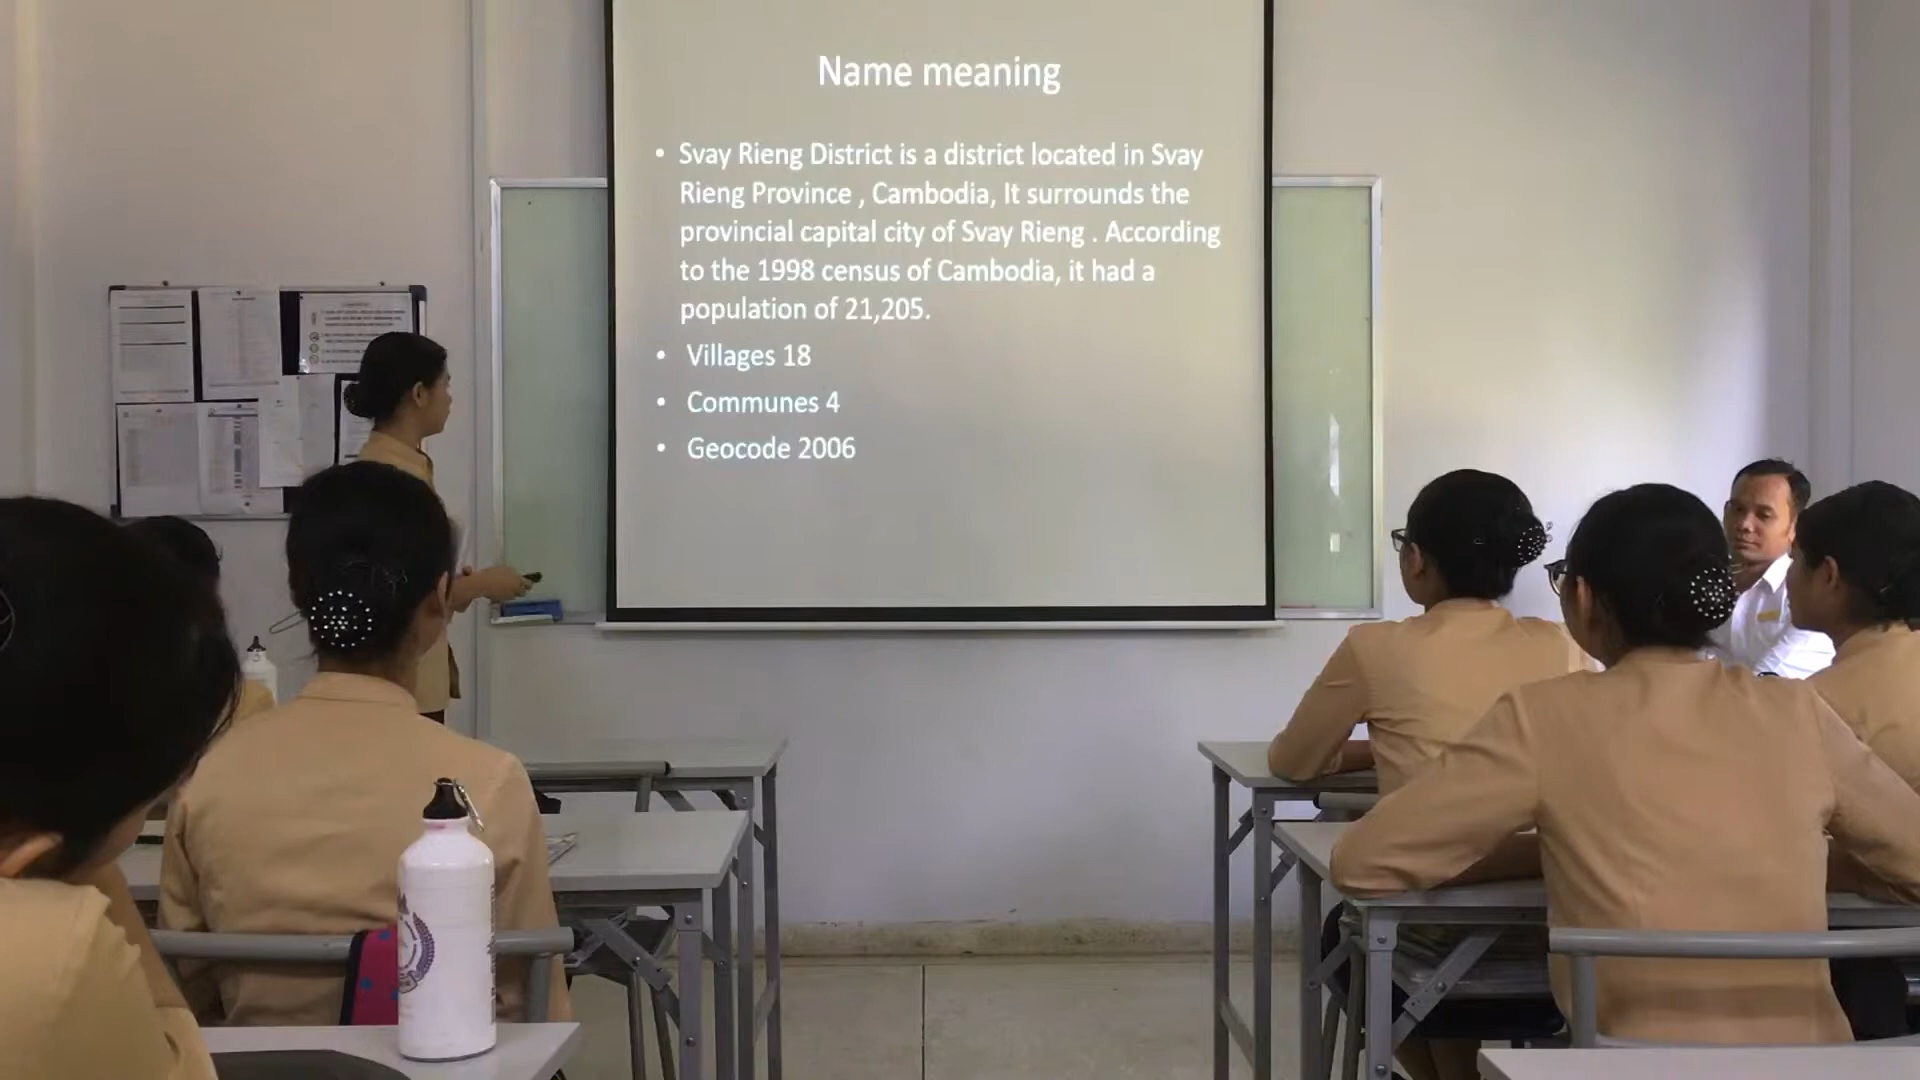 Name meaning
• Svay Rieng District is a district located in Svay
Rieng Province , Cambodia, It surrounds the
provincial capital city of Svay Rieng . According
to the 1998 census of Cambodia, it had a
population of 21,205.
• Villages 18
• Communes 4
• Geocode 2006